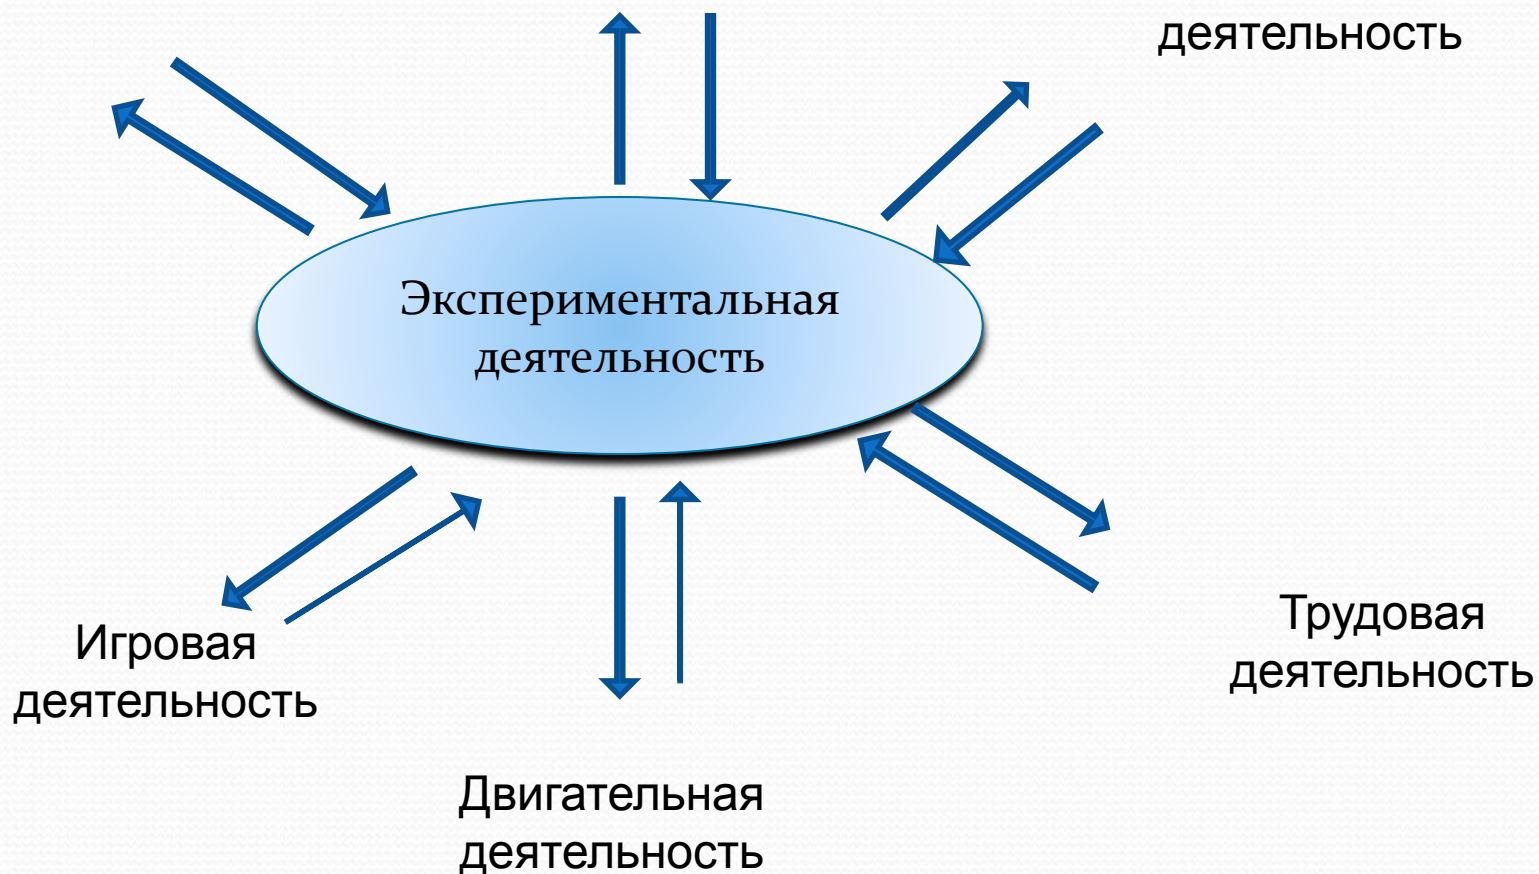 деятельность
Экспериментальная
деятельность
Игровая
деятельность
Трудовая
деятельность
Двигательная
деятельность